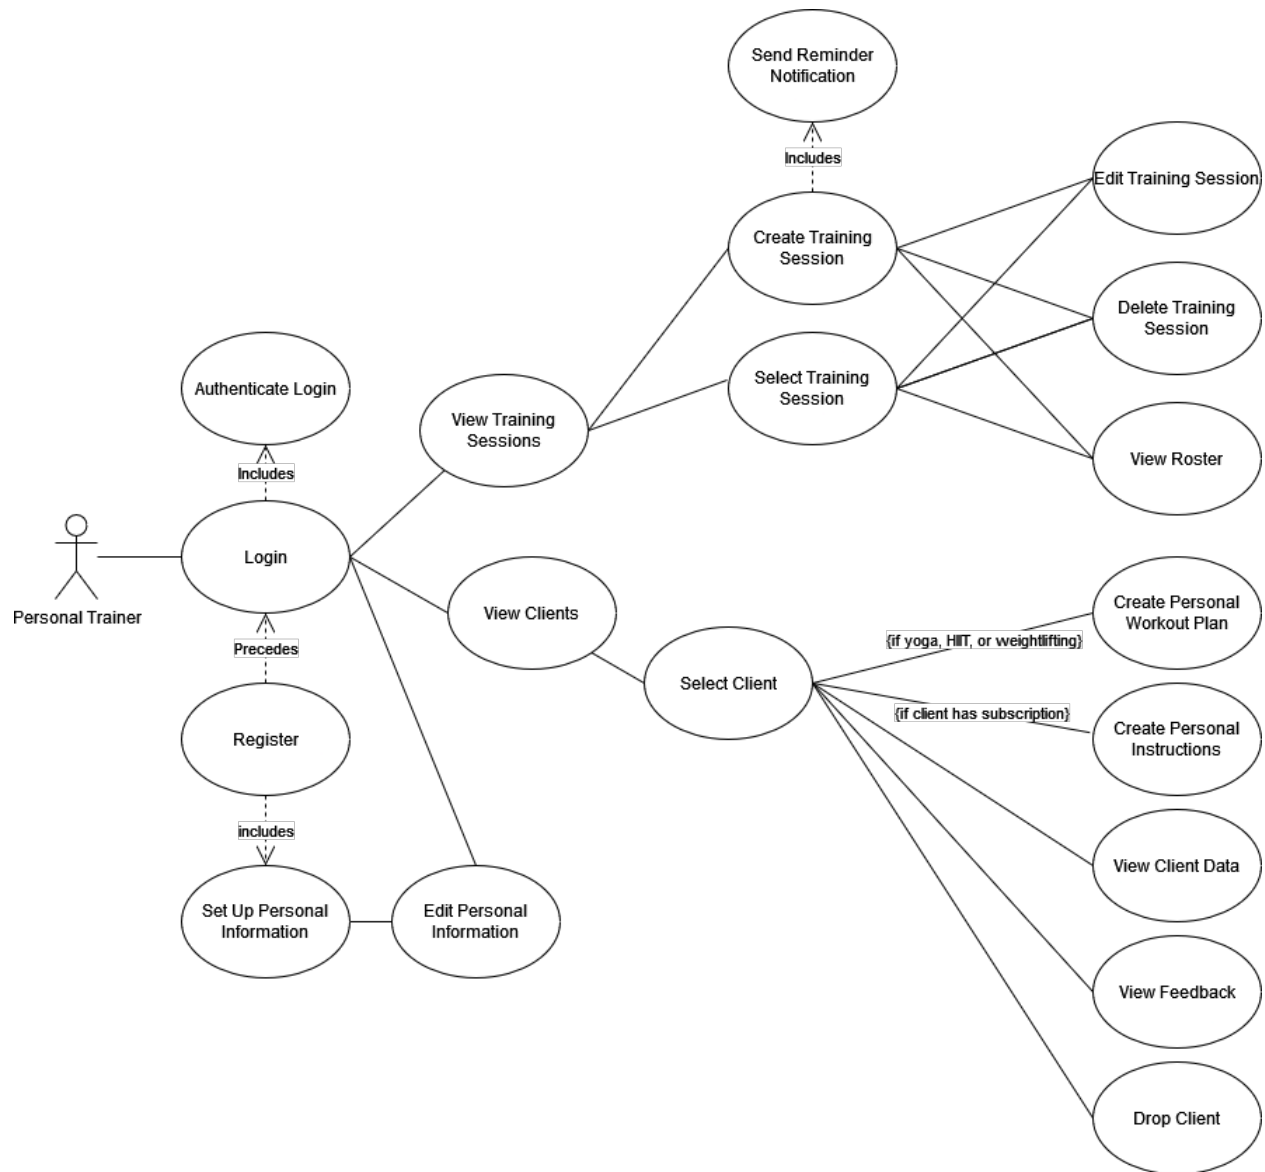 Send Reminder
Notification
Includes
Edit Training Session
Create Training
Session
Delete Training
Session
Authenticate Login
View Training
Sessions
Select Training
Session
View Roster
Includes
Login
Personal Trainer
View Clients
Create Personal
Workout Plan
{if yoga, HIIT, or weightlifting}
Precedes
Select Client
{if client has subscription}
Register
Create Personal
Instructions
includes
View Client Data
Set Up Personal
Information
Edit Personal
Information
View Feedback
Drop Client